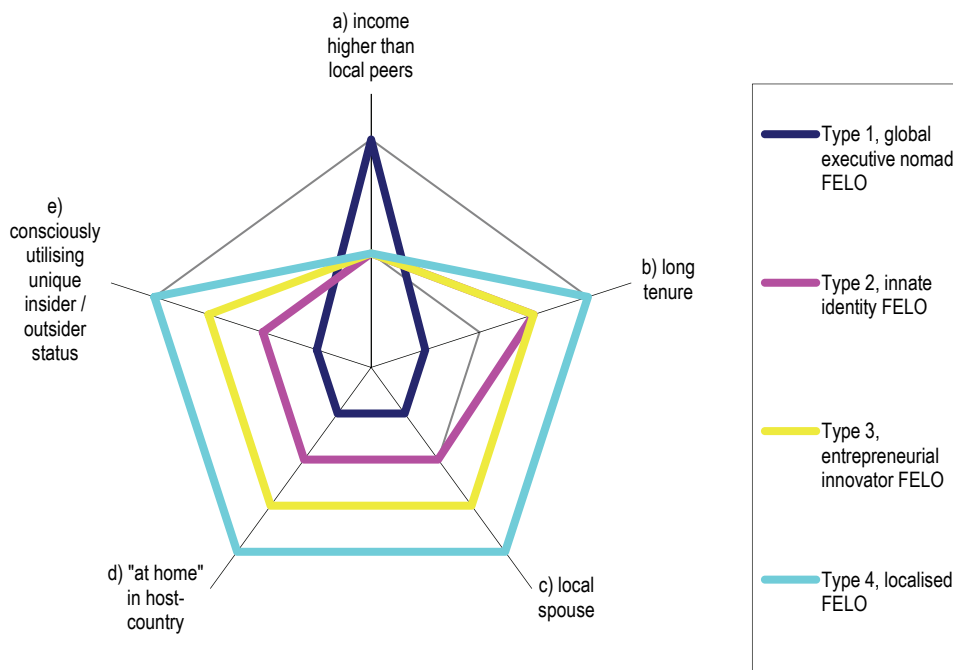 a) income
higher than
local peers
b) long
tenure
c) local
spouse
d) "at home"
in host-
country
e)
consciously
utilising
unique
insider /
outsider
status
Type 1, global
executive nomad
FELO
Type 2, innate
identity FELO
Type 3,
entrepreneurial
innovator FELO
Type 4, localised
FELO